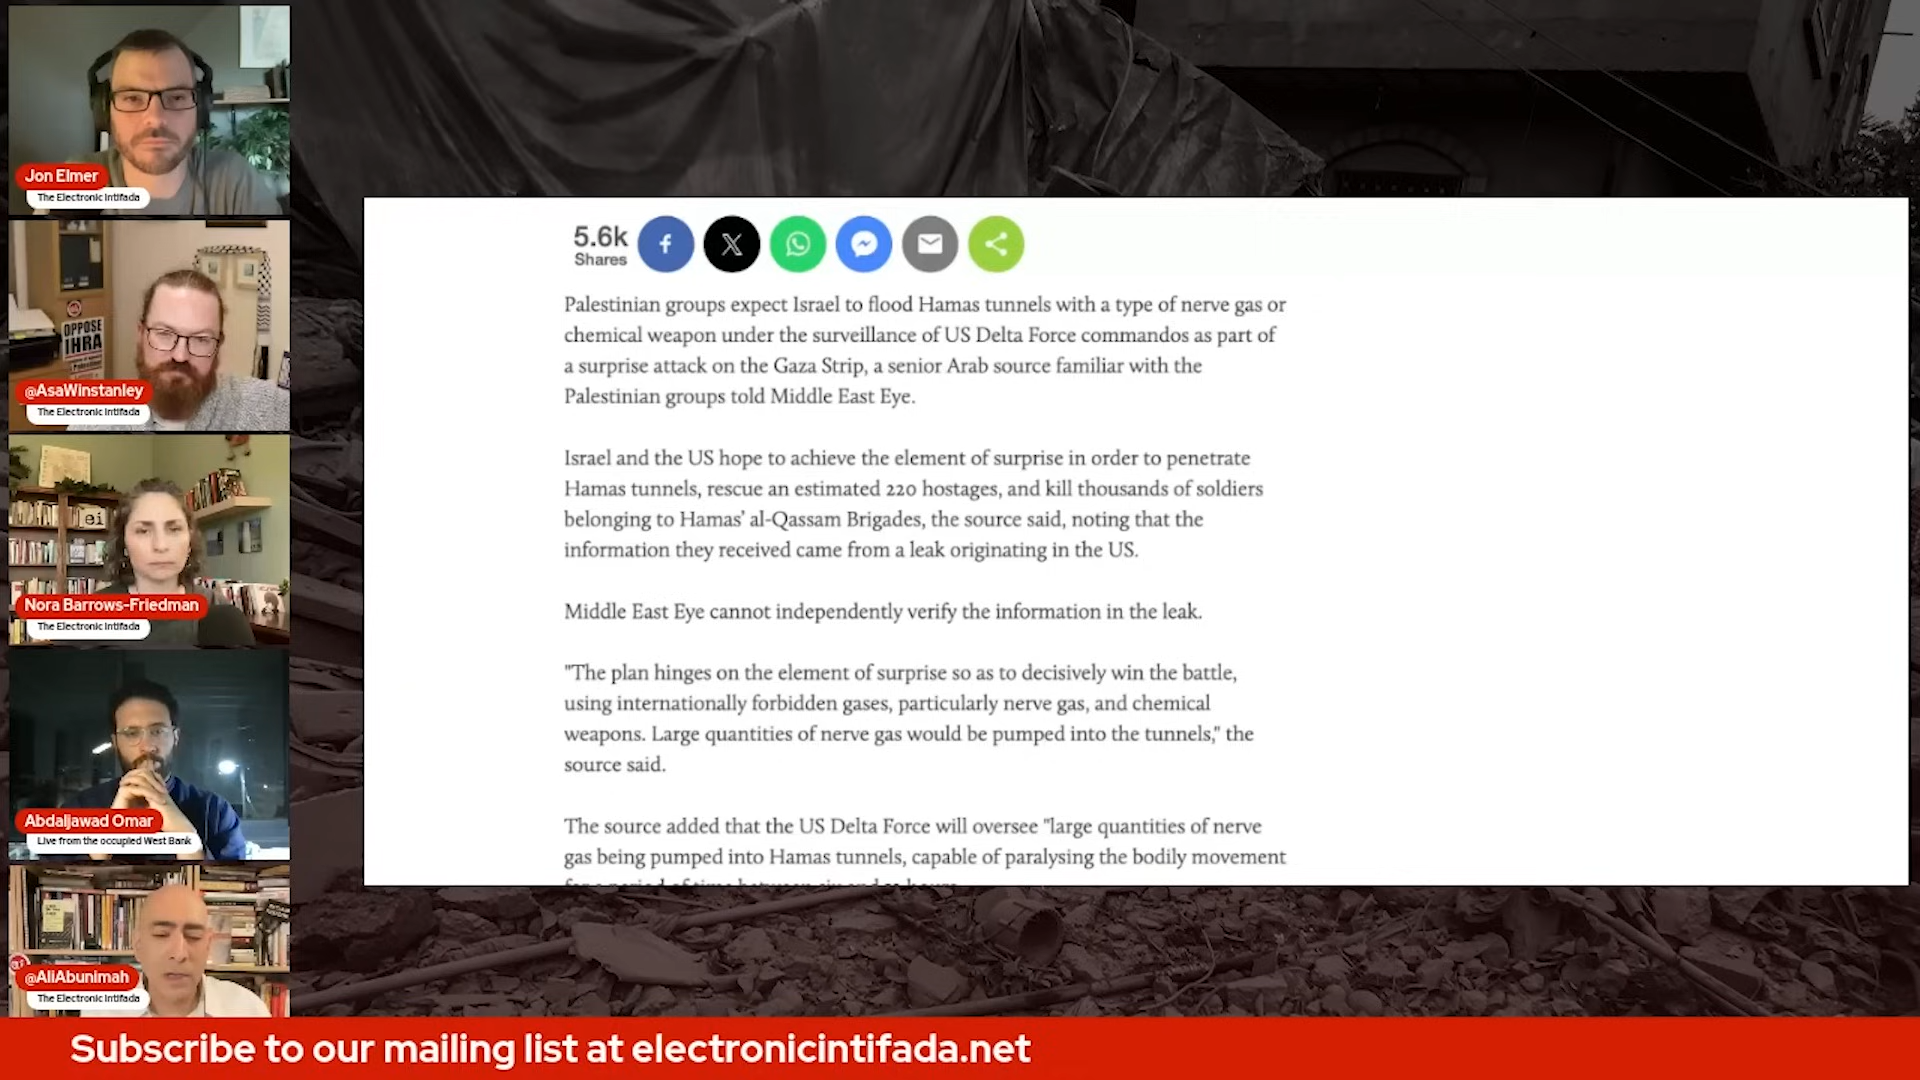 Jon Elmer
The Electronic Intifada
OPPOSE
IHRA
@AsaWinstanley
The Electronic Intifada
ei
Nora Barrows-Friedman
The Electronic Intifada
Abdaljawad Omar
Live from the occupied West Bank
@AliAbunimah
The Electronic Intifada
5.6k
Shares
Palestinian groups expect Israel to flood Hamas tunnels with a type of nerve gas or
chemical weapon under the surveillance of US Delta Force commandos as part of
a surprise attack on the Gaza Strip, a senior Arab source familiar with the
Palestinian groups told Middle East Eye.
Israel and the US hope to achieve the element of surprise in order to penetrate
Hamas tunnels, rescue an estimated 220 hostages, and kill thousands of soldiers
belonging to Hamas' al-Qassam Brigades, the source said, noting that the
information they received came from a leak originating in the US.
Middle East Eye cannot independently verify the information in the leak.
"The plan hinges on the element of surprise so as to decisively win the battle,
using internationally forbidden gases, particularly nerve gas, and chemical
weapons. Large quantities of nerve gas would be pumped into the tunnels," the
source said.
The source added that the US Delta Force will oversee "large quantities of nerve
gas being pumped into Hamas tunnels, capable of paralysing the bodily movement
Subscribe to our mailing list at electronicintifada.net